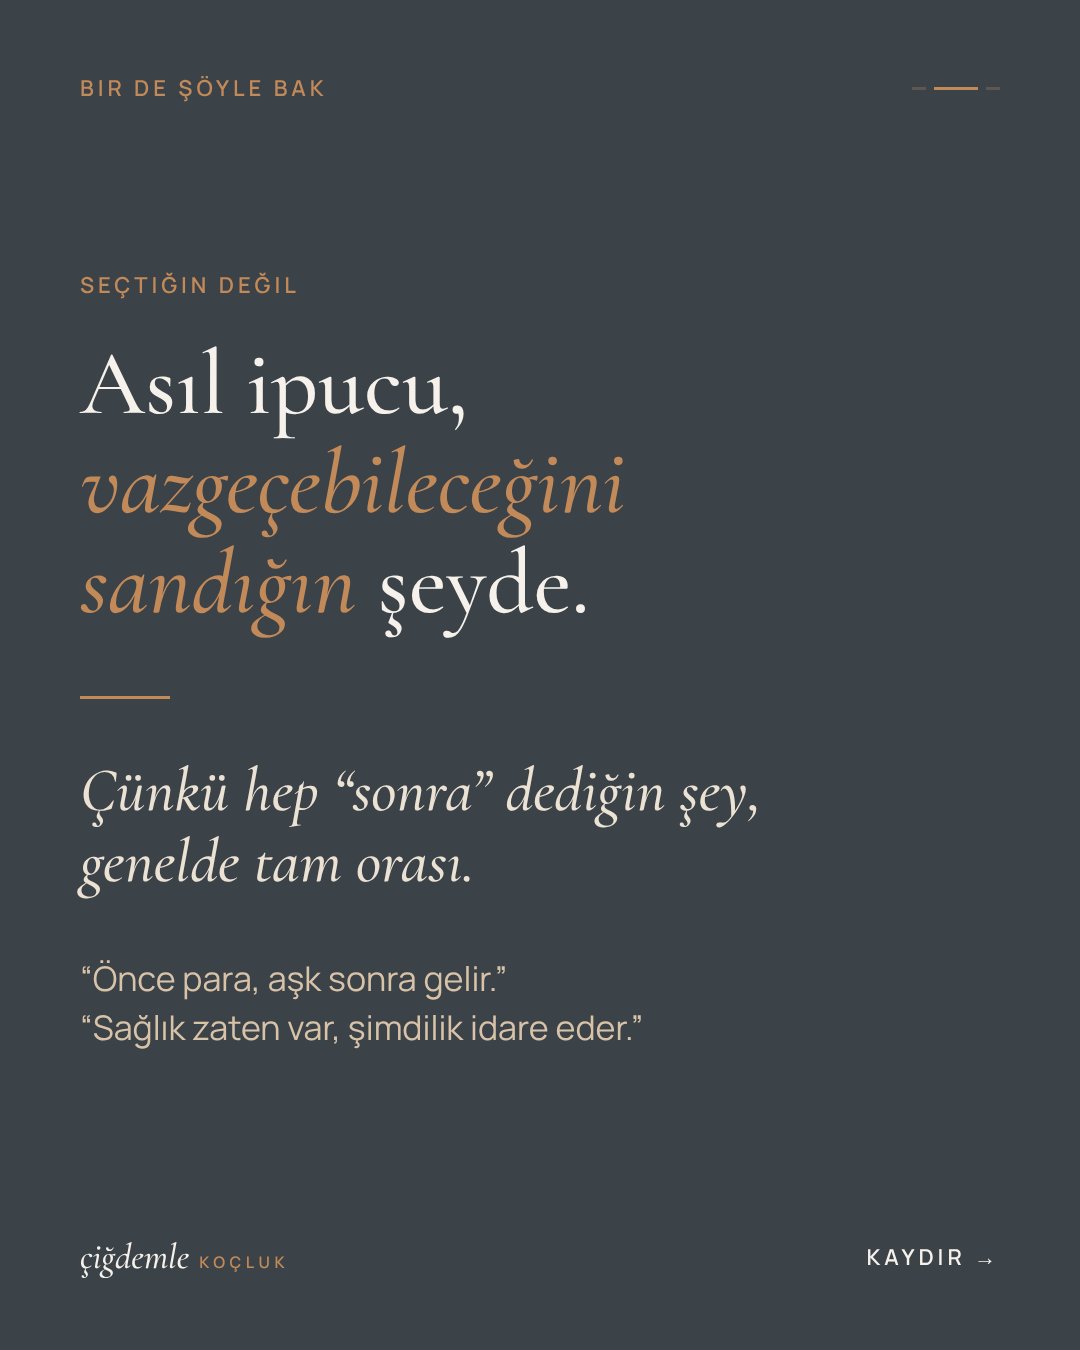 BIR DE ŞÖYLE BAK
SEÇTIĞIN DEĞIL
Asıl ipucu,
vazgeçebileceğini
sandığın şeyde.
Çünkü hep “sonra” dediğin şey,
genelde tam orası.
“Önce para, aşk sonra gelir.”
“Sağlık zaten var, şimdilik idare eder.”
çiğdemle KOÇLUK
KAYDIR →